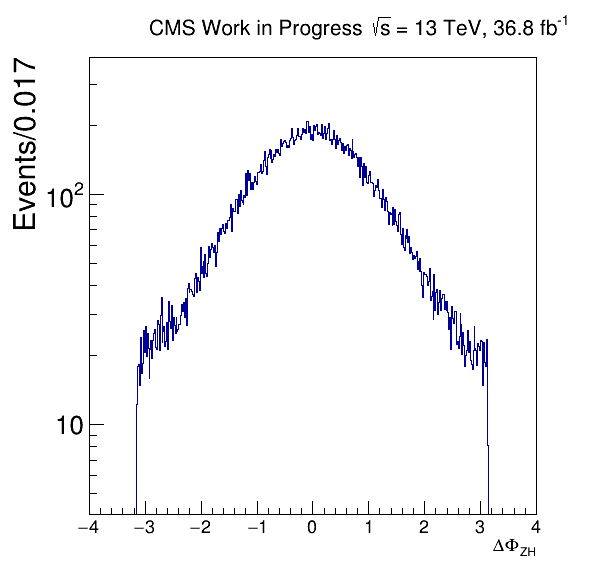 CMS Work in Progress √s = 13 TeV, 36.8 fb⁻¹
Events/0.017
10²
10
−4 −3 −2 −1 0 1 2 3 4
ΔΦ_ZH